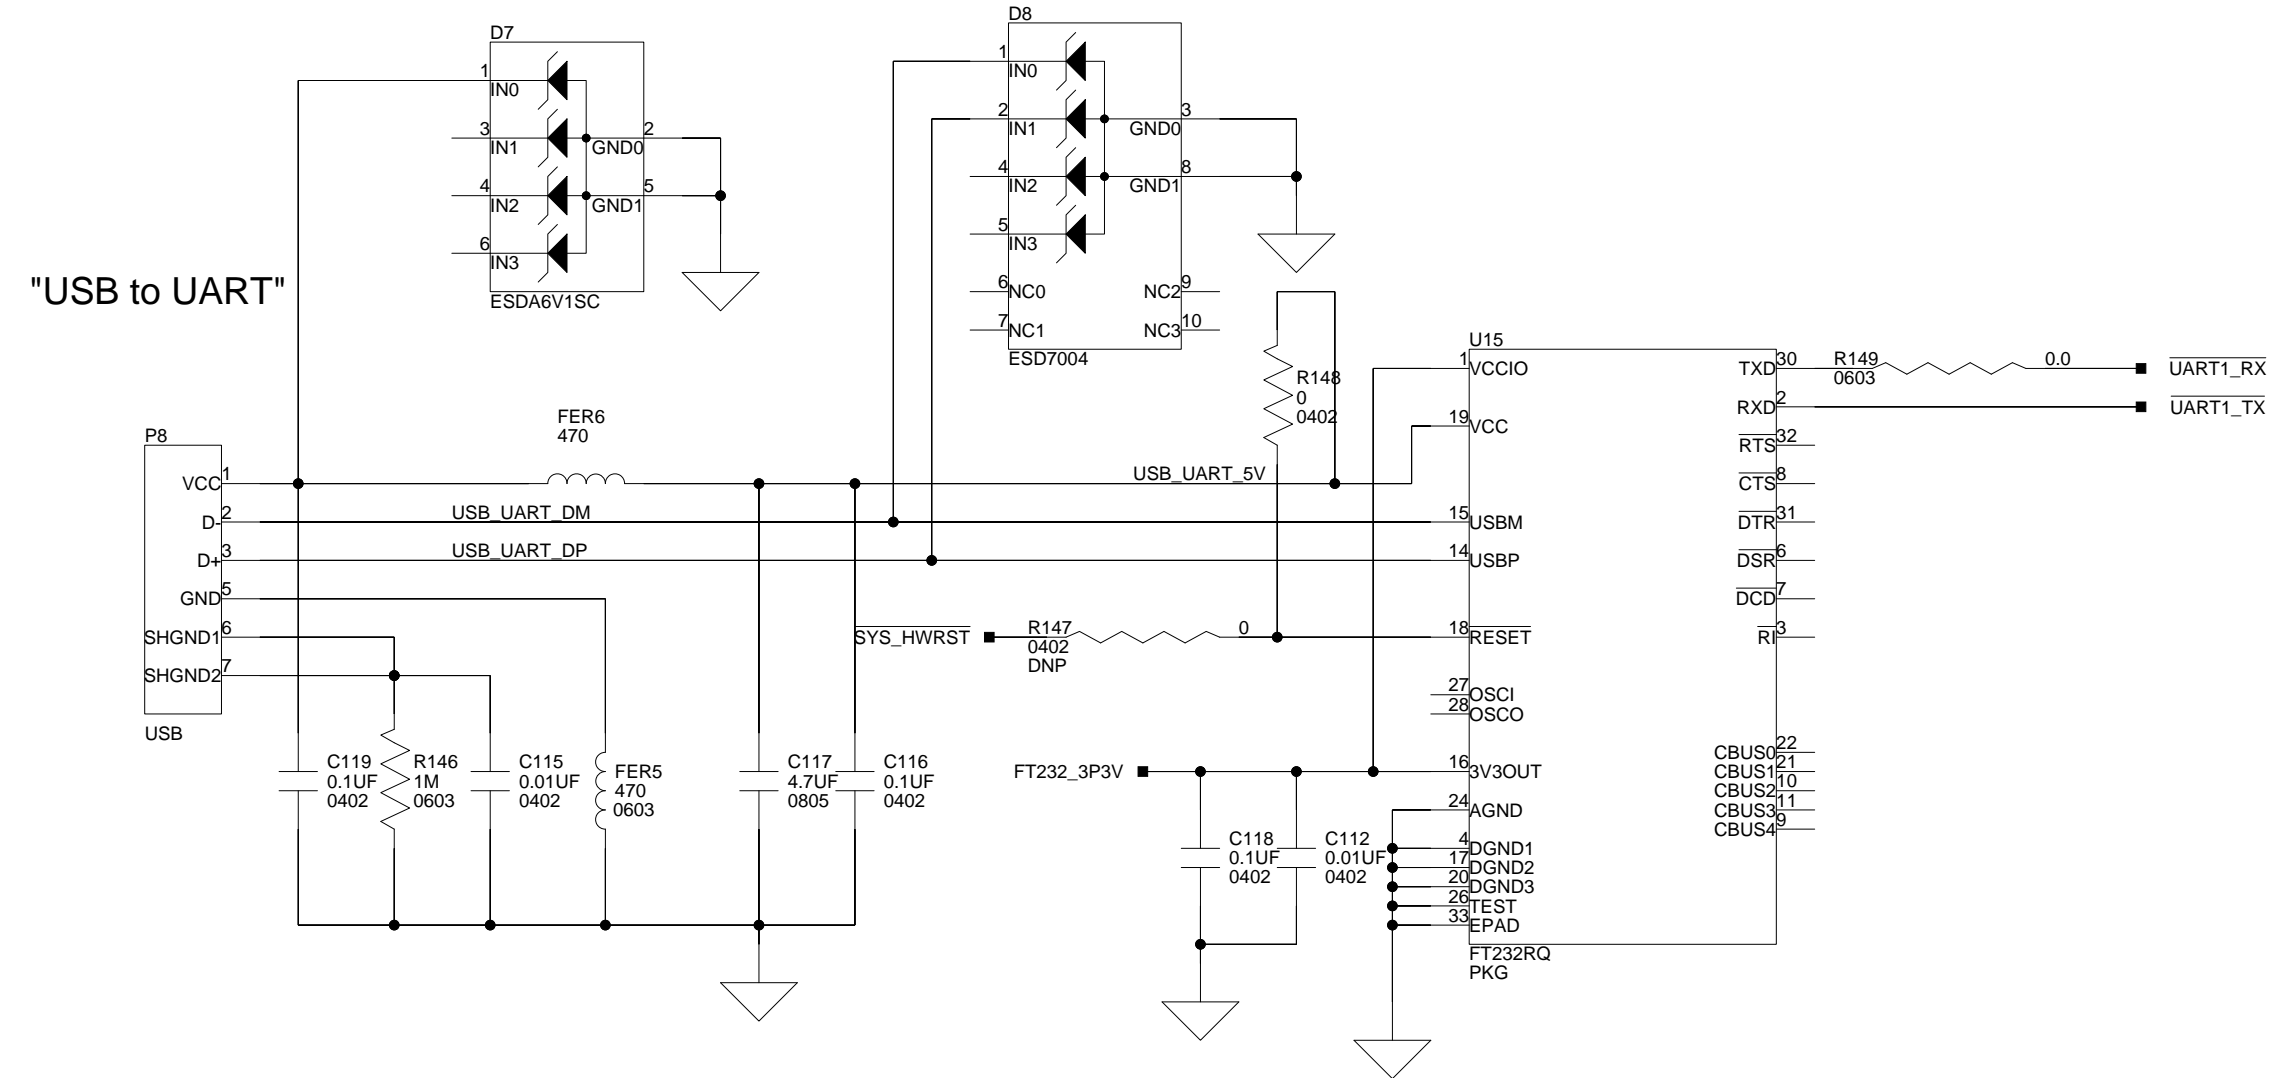 "USB to UART"
D7
1
IN0
3
IN1
4
IN2
6
IN3
2
GND0
5
GND1
ESDA6V1SC
D8
1
IN0
2
IN1
4
IN2
5
IN3
6
NC0
7
NC1
3
GND0
8
GND1
9
NC2
10
NC3
ESD7004
R148
0
0402
FER6
470
P8
VCC
1
D-
2
D+
3
GND
5
SHGND1
6
SHGND2
7
USB
USB_UART_5V
USB_UART_DM
USB_UART_DP
SYS_HWRST
R147
0402
DNP
0
C119
0.1UF
0402
R146
1M
0603
C115
0.01UF
0402
FER5
470
0603
C117
4.7UF
0805
C116
0.1UF
0402
FT232_3P3V
C118
0.1UF
0402
C112
0.01UF
0402
U15
1
VCCIO
19
VCC
15
USBM
14
USBP
18
RESET
27
OSCI
28
OSCO
16
3V3OUT
24
AGND
4
DGND1
17
DGND2
20
DGND3
26
TEST
33
EPAD
TXD
30
RXD
2
RTS
32
CTS
8
DTR
31
DSR
6
DCD
7
RI
3
CBUS0
22
CBUS1
21
CBUS2
10
CBUS3
11
CBUS4
9
FT232RQ
PKG
R149
0603
0.0
UART1_RX
UART1_TX